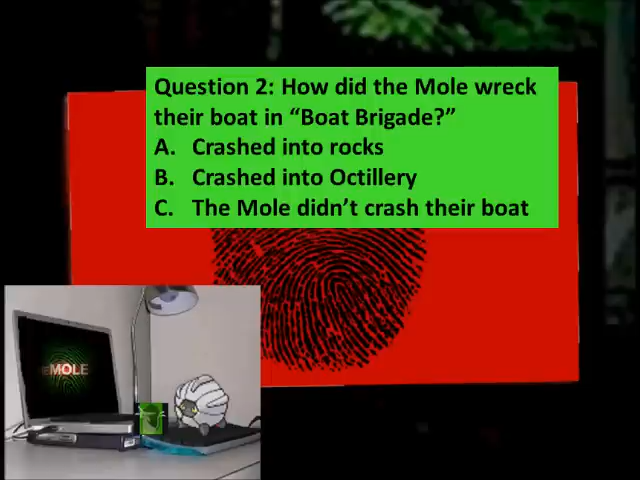 Question 2: How did the Mole wreck
their boat in “Boat Brigade?”
A. Crashed into rocks
B. Crashed into Octillery
C. The Mole didn’t crash their boat
MOLE